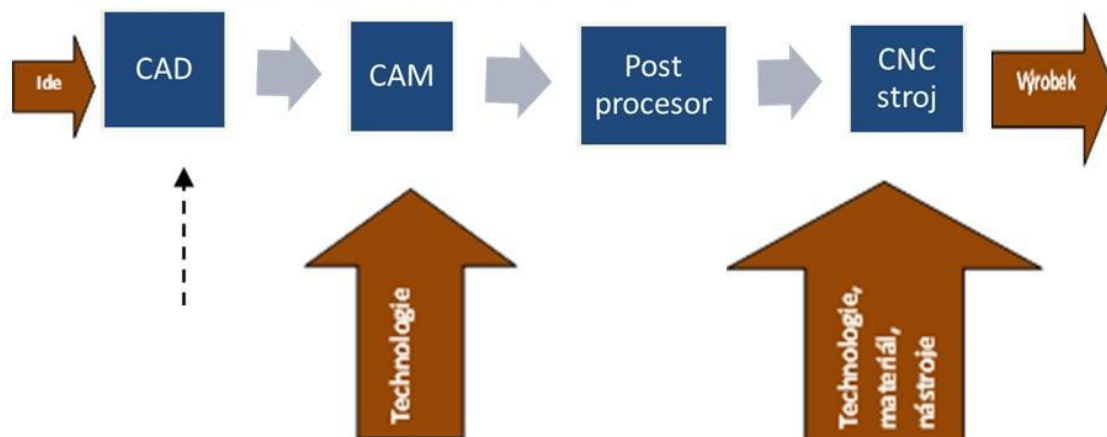 Ide
CAD
CAM
Post
procesor
CNC
stroj
Výrobek
Technologie
Technologie,
materiál,
nástroje